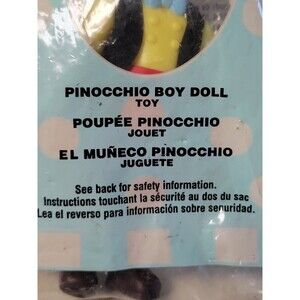 PINOCCHIO BOY DOLL
TOY
POUPÉE PINOCCHIO
JOUET
EL MUÑECO PINOCCHIO
JUGUETE
See back for safety information.
Instructions touchant la sécurité au dos du sac
Lea el reverso para información sobre seguridad.